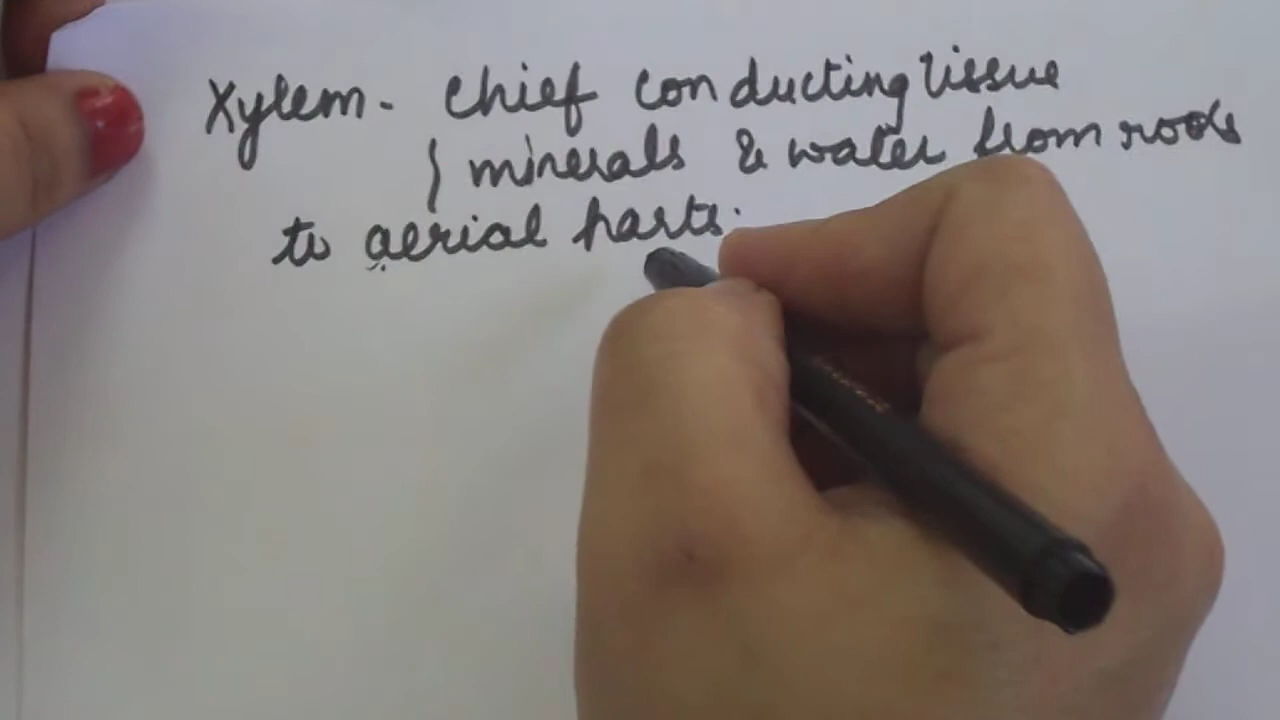 Xylem - Chief conducting tissue
minerals & water from roots
to aerial parts.